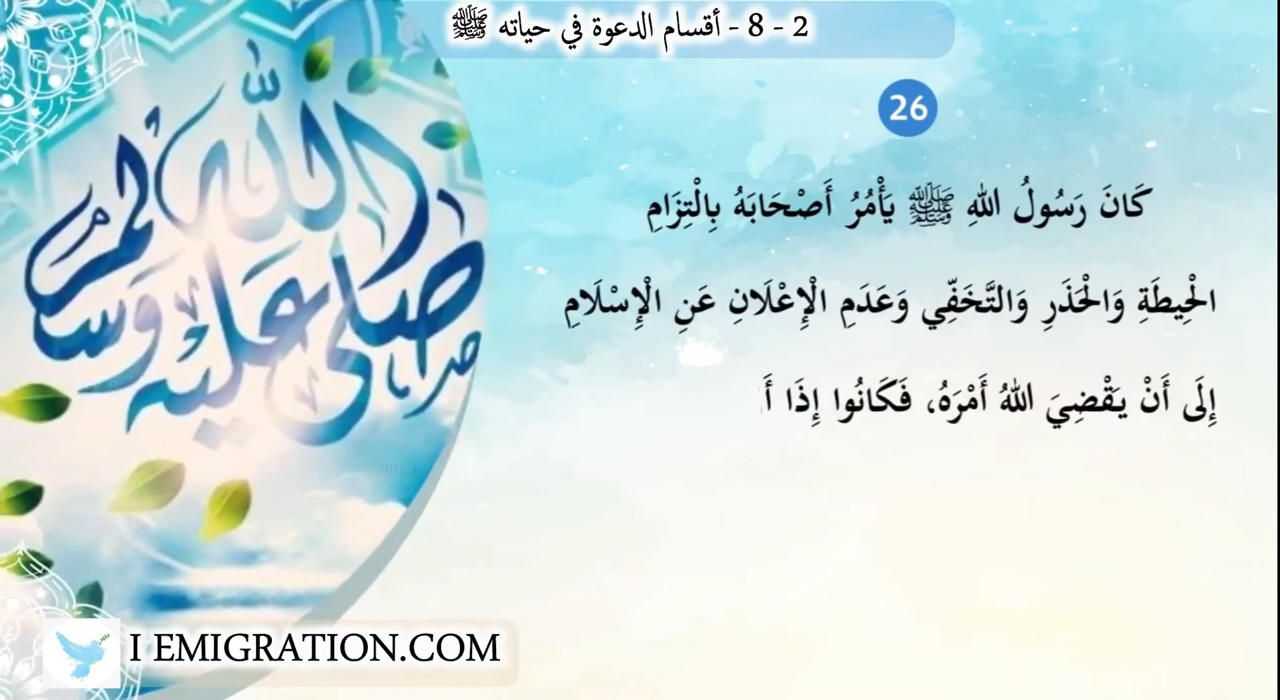 2 - 8 - أقسام الدعوة في حياته ﷺ
26
كَانَ رَسُولُ اللهِ ﷺ يَأْمُرُ أَصْحَابَهُ بِالْتِزَامِ
الْحِيطَةِ وَالْحَذَرِ وَالتَّخَفِّي وَعَدَمِ الْإِعْلَانِ عَنِ الْإِسْلَامِ
إِلَى أَنْ يَقْضِيَ اللهُ أَمْرَهُ، فَكَانُوا إِذَا أَ
صلى الله عليه وسلم
I EMIGRATION.COM